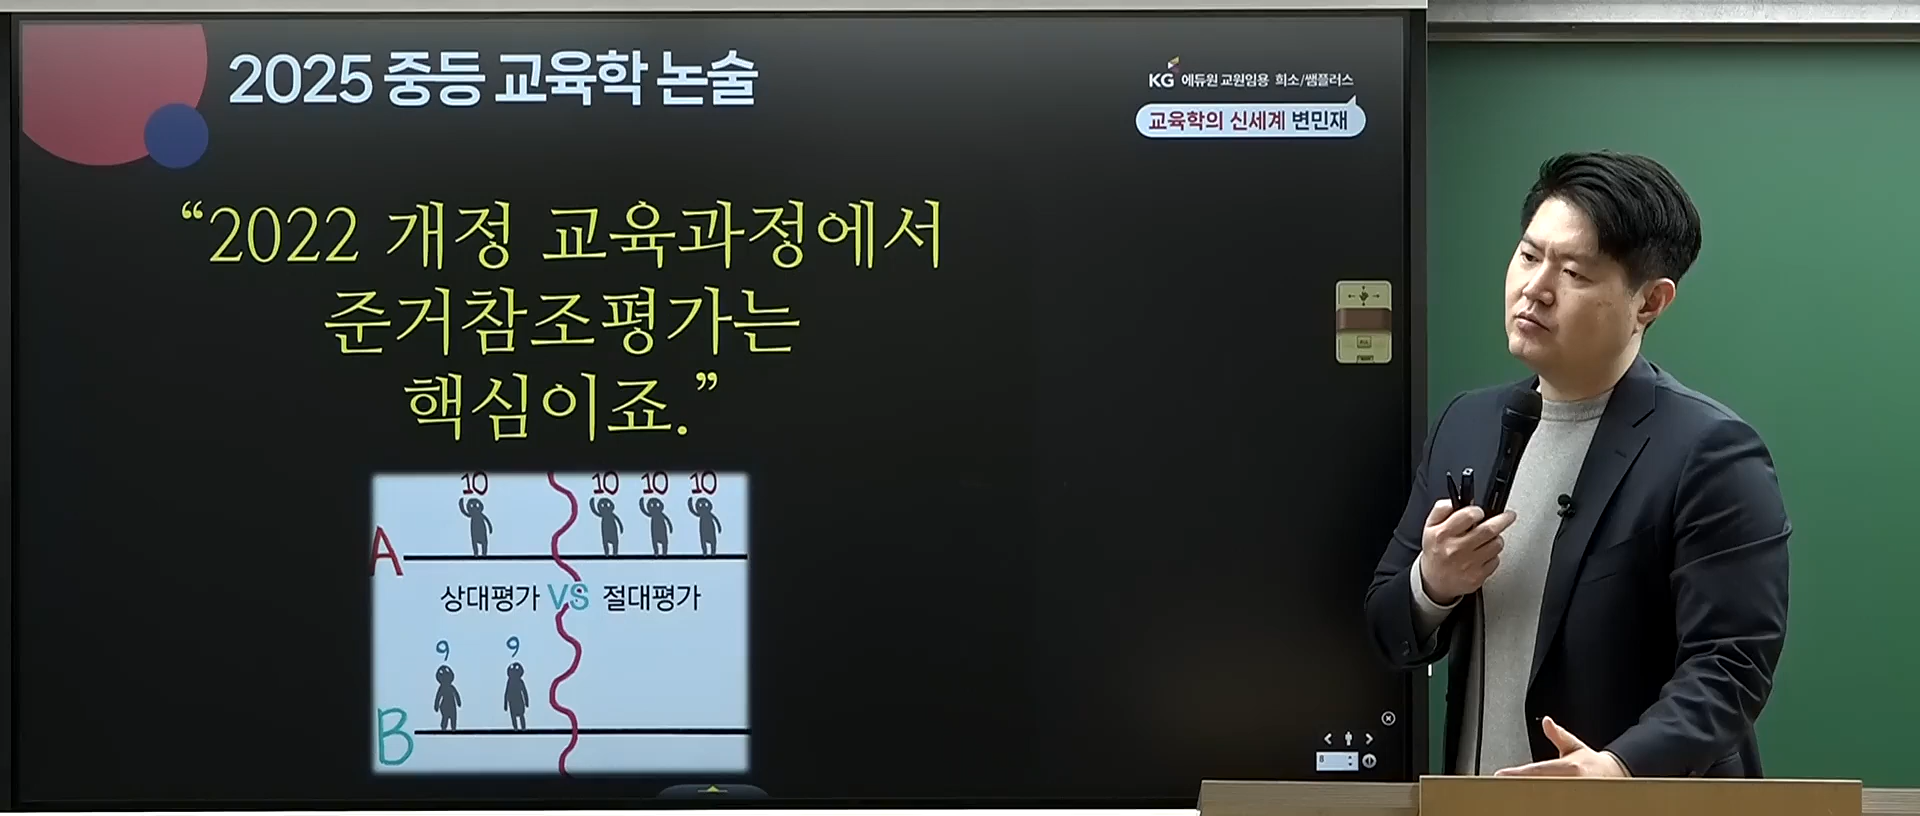 2025 중등 교육학 논술
KG 에듀원 교원임용 희소/쌤플러스
교육학의 신세계 변민재
“2022 개정 교육과정에서
준거참조평가는
핵심이죠.”
10 10 10 10
A
상대평가 VS 절대평가
9 9
B
8